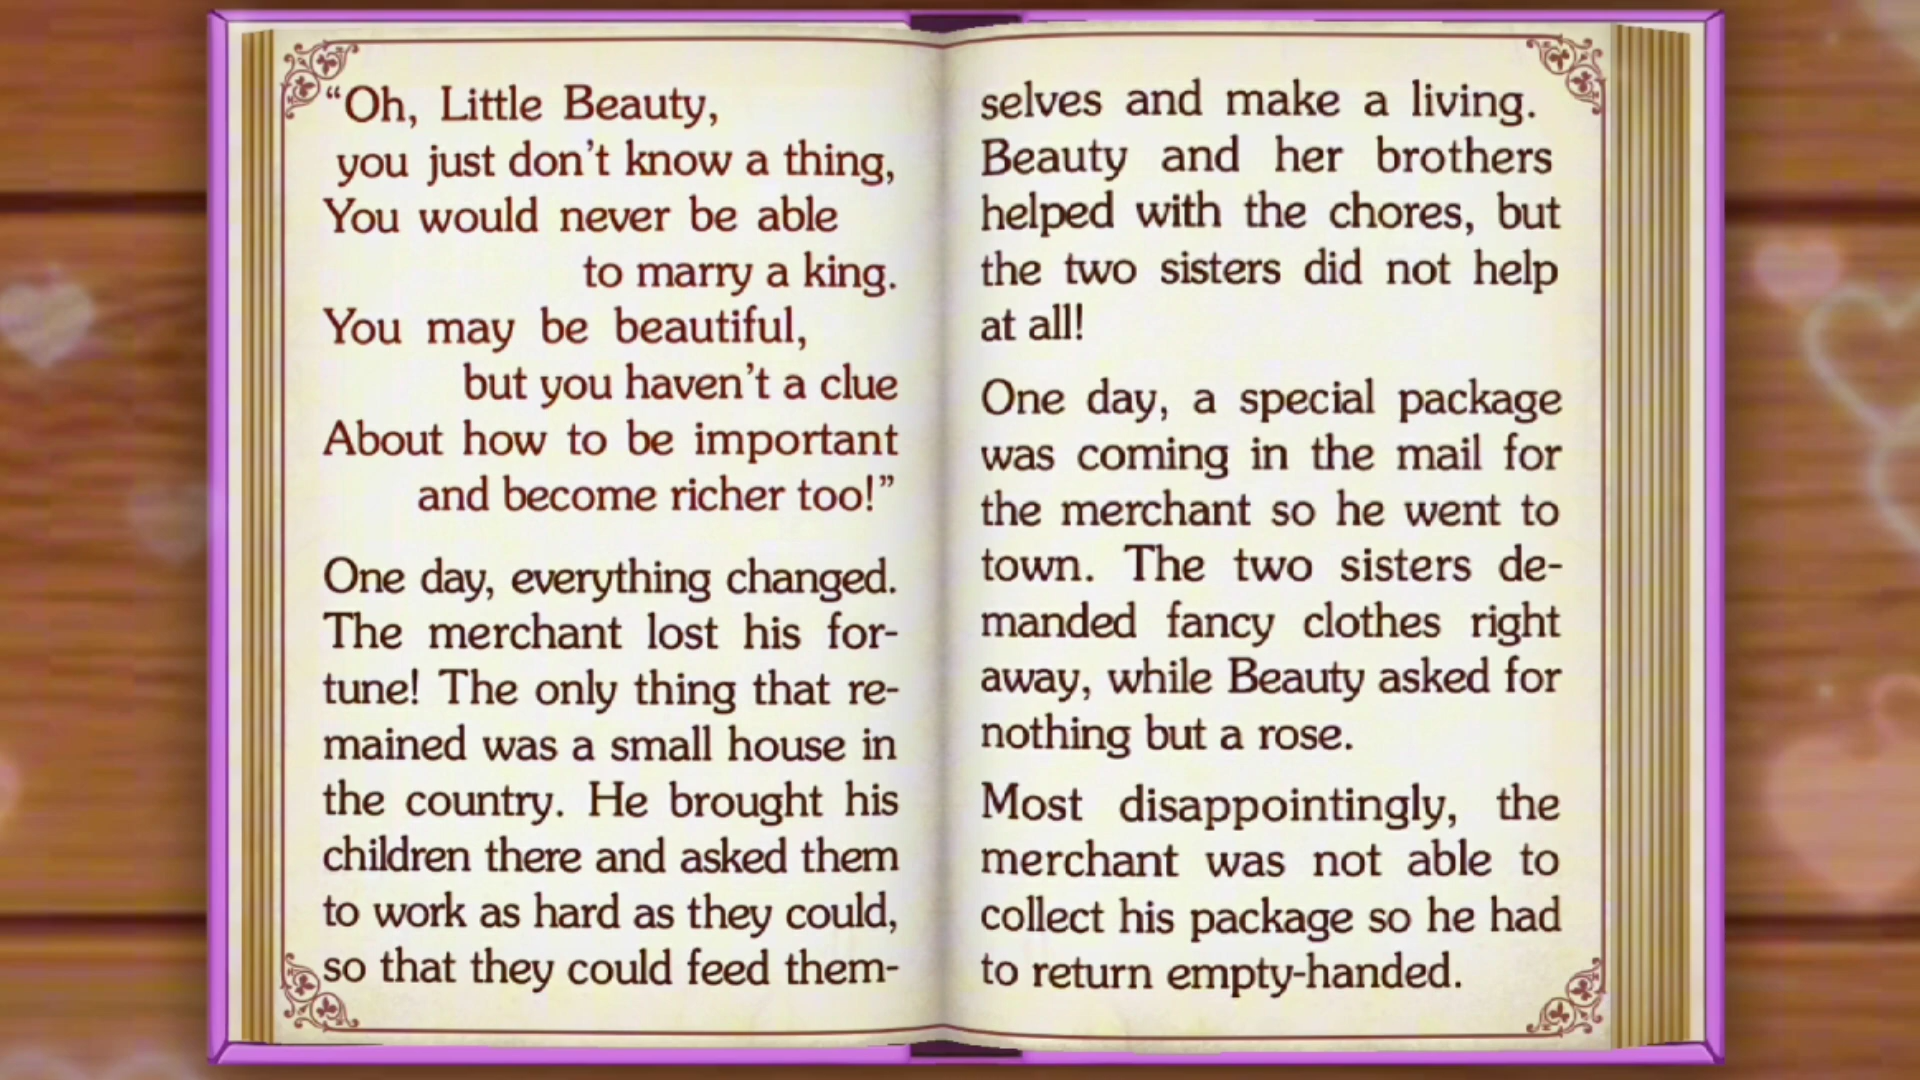 “Oh, Little Beauty,
you just don’t know a thing,
You would never be able
to marry a king.
You may be beautiful,
but you haven’t a clue
About how to be important
and become richer too!”
One day, everything changed.
The merchant lost his for-
tune! The only thing that re-
mained was a small house in
the country. He brought his
children there and asked them
to work as hard as they could,
so that they could feed them-
selves and make a living.
Beauty and her brothers
helped with the chores, but
the two sisters did not help
at all!
One day, a special package
was coming in the mail for
the merchant so he went to
town. The two sisters de-
manded fancy clothes right
away, while Beauty asked for
nothing but a rose.
Most disappointingly, the
merchant was not able to
collect his package so he had
to return empty-handed.